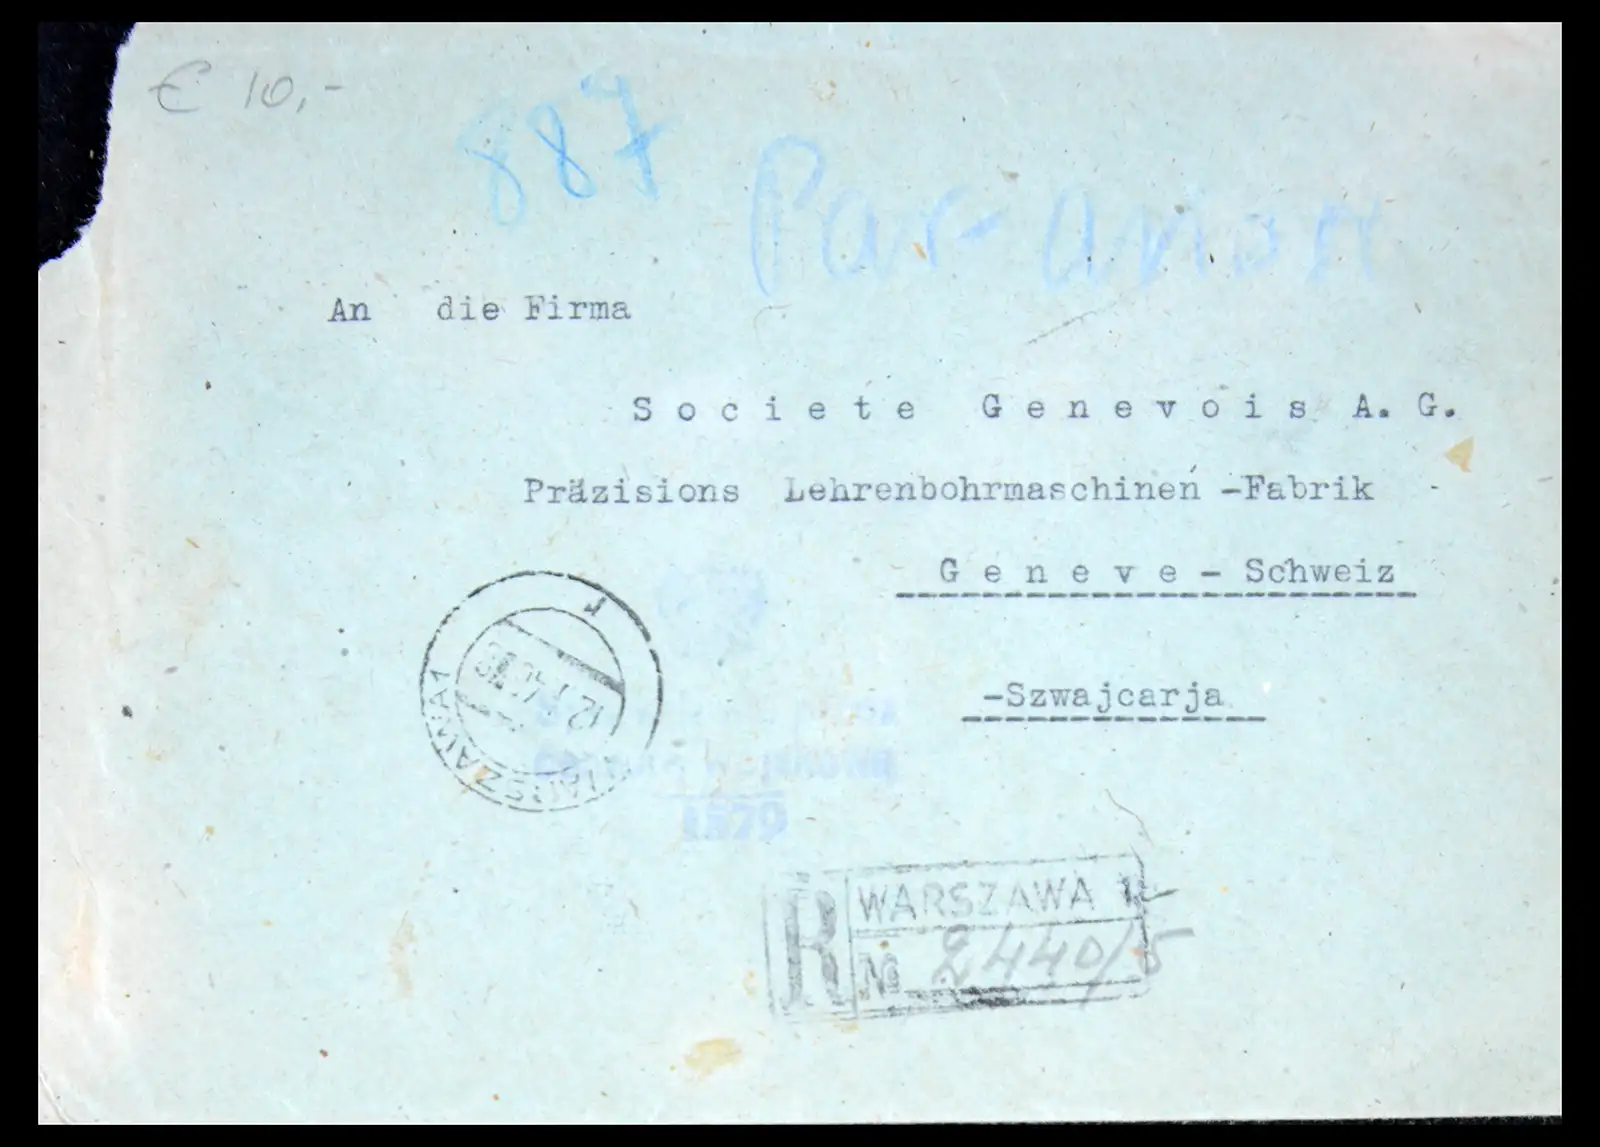 € 10,-
887
Par avion
An die Firma
Societe Genevois A. G.
Präzisions Lehrenbohrmaschinen -Fabrik
Geneve - Schweiz
-Szwajcarja
WARSZAWA 1
R WARSZAWA 1
№ 2440/5